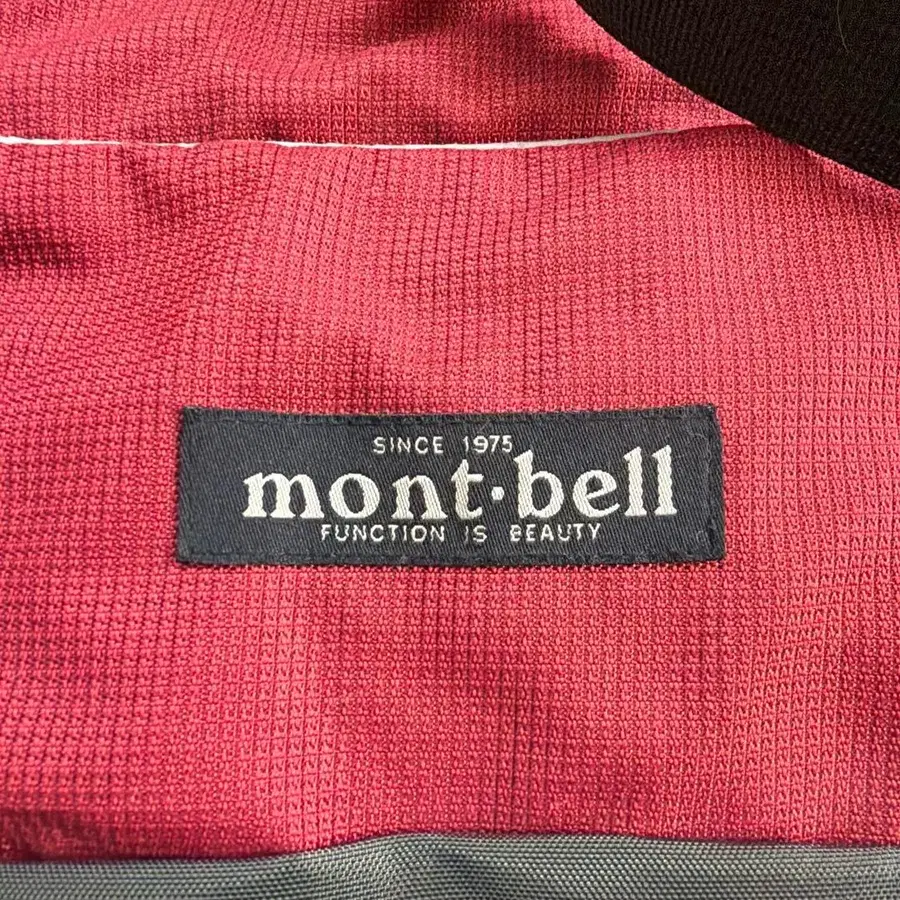 SINCE 1975
mont·bell
FUNCTION IS BEAUTY